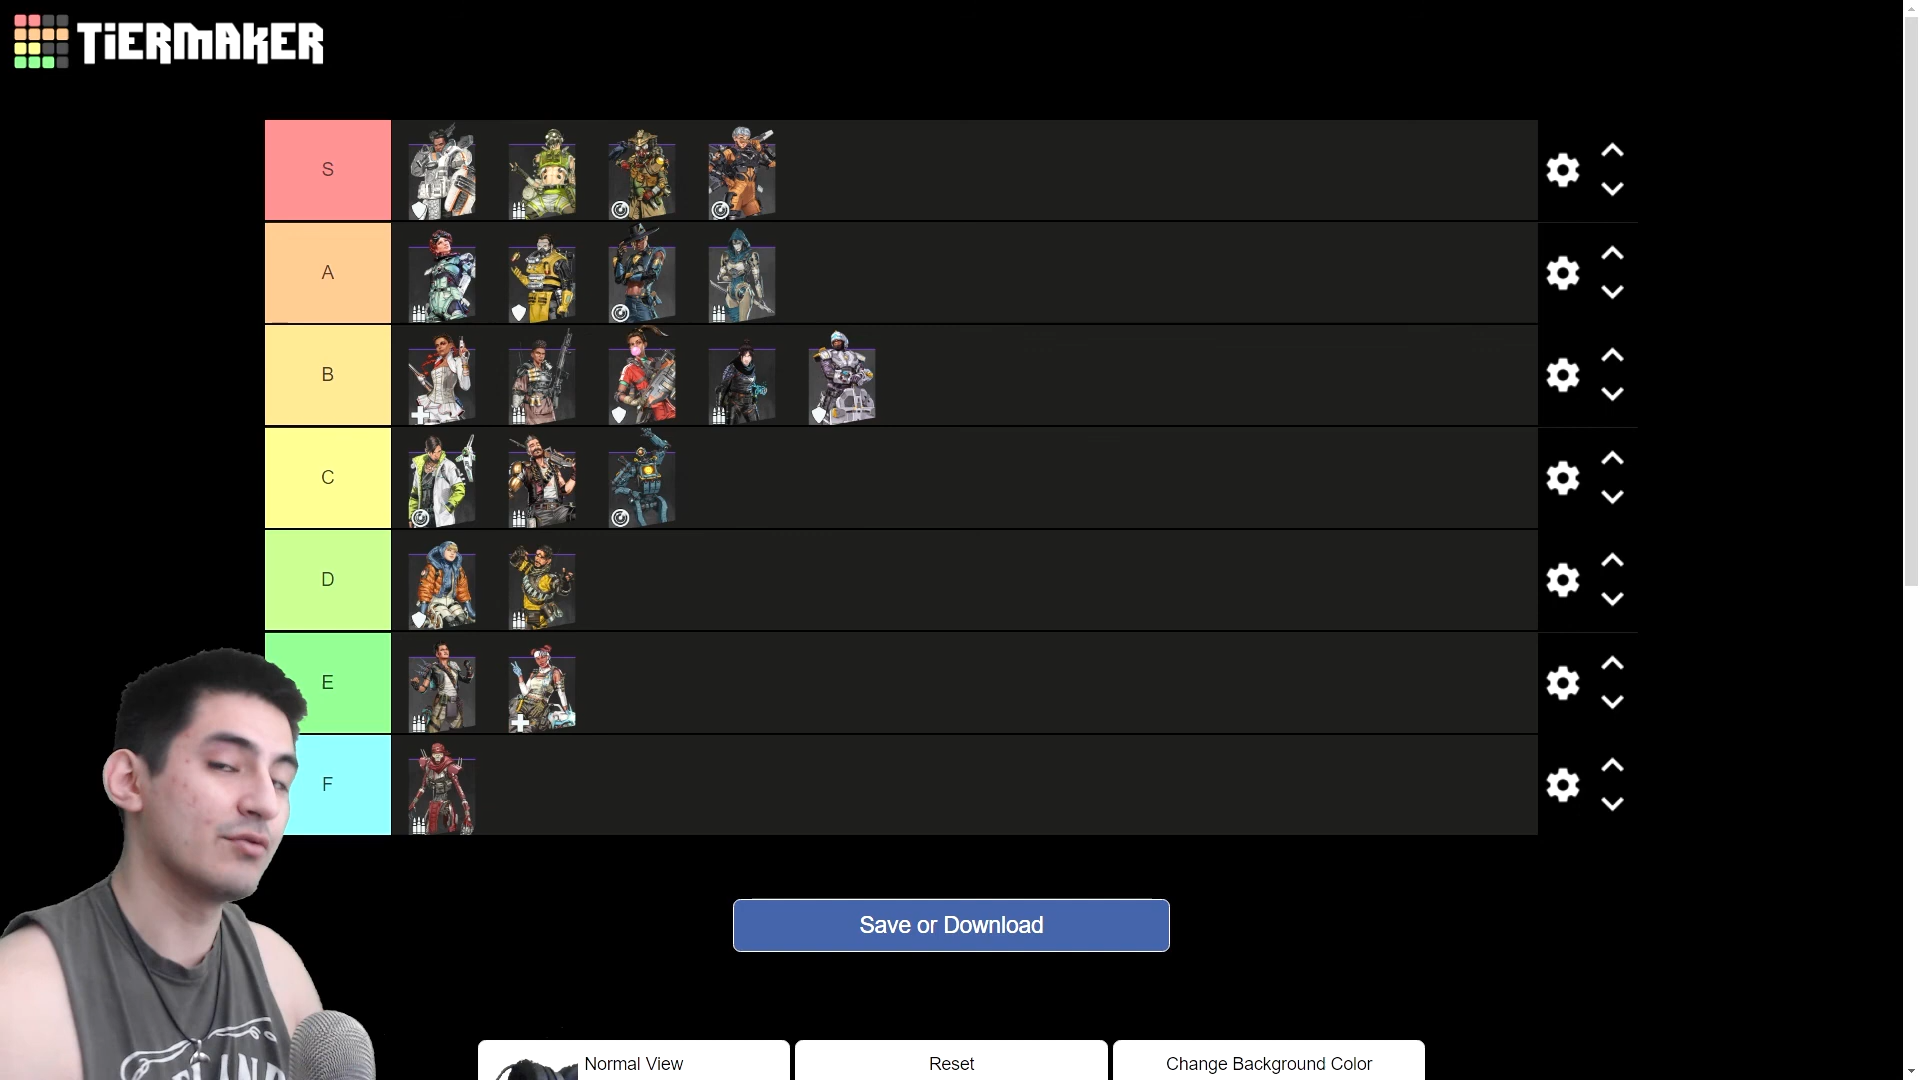 TiERMAKER
S
A
B
C
D
E
F
Save or Download
Normal View
Reset
Change Background Color